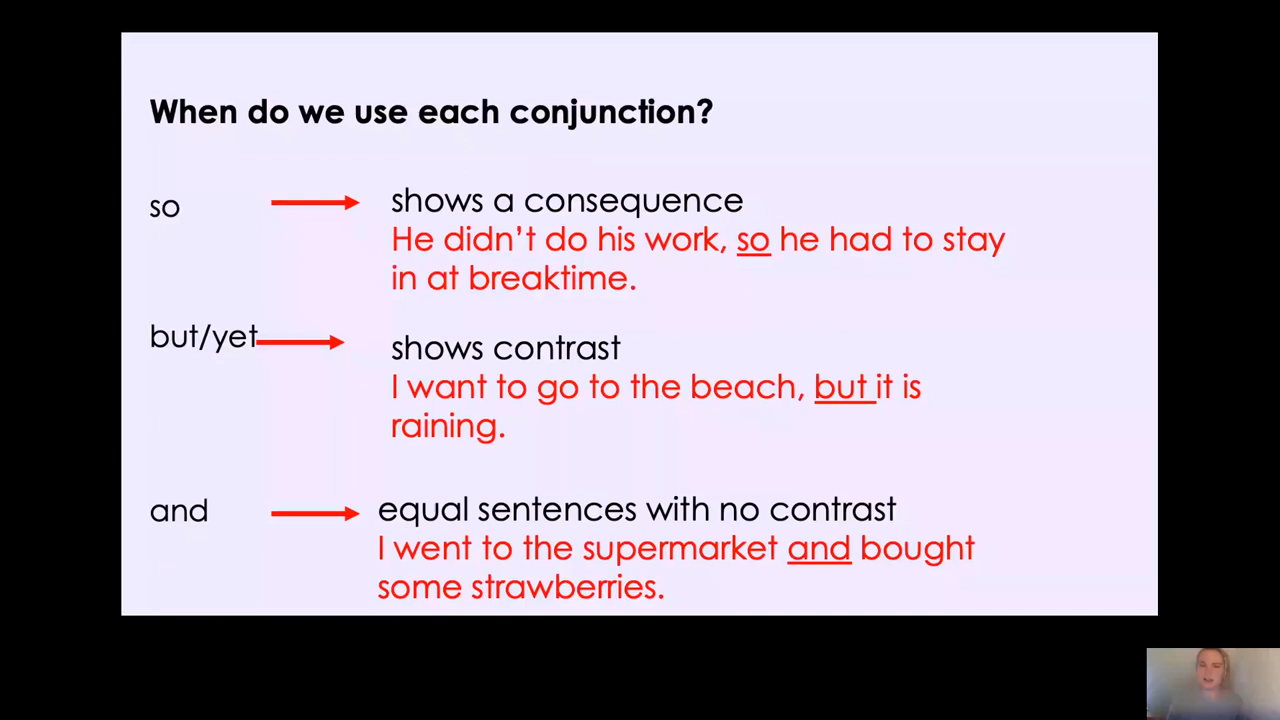 When do we use each conjunction?
so
shows a consequence
He didn’t do his work, so he had to stay
in at breaktime.
but/yet
shows contrast
I want to go to the beach, but it is
raining.
and
equal sentences with no contrast
I went to the supermarket and bought
some strawberries.